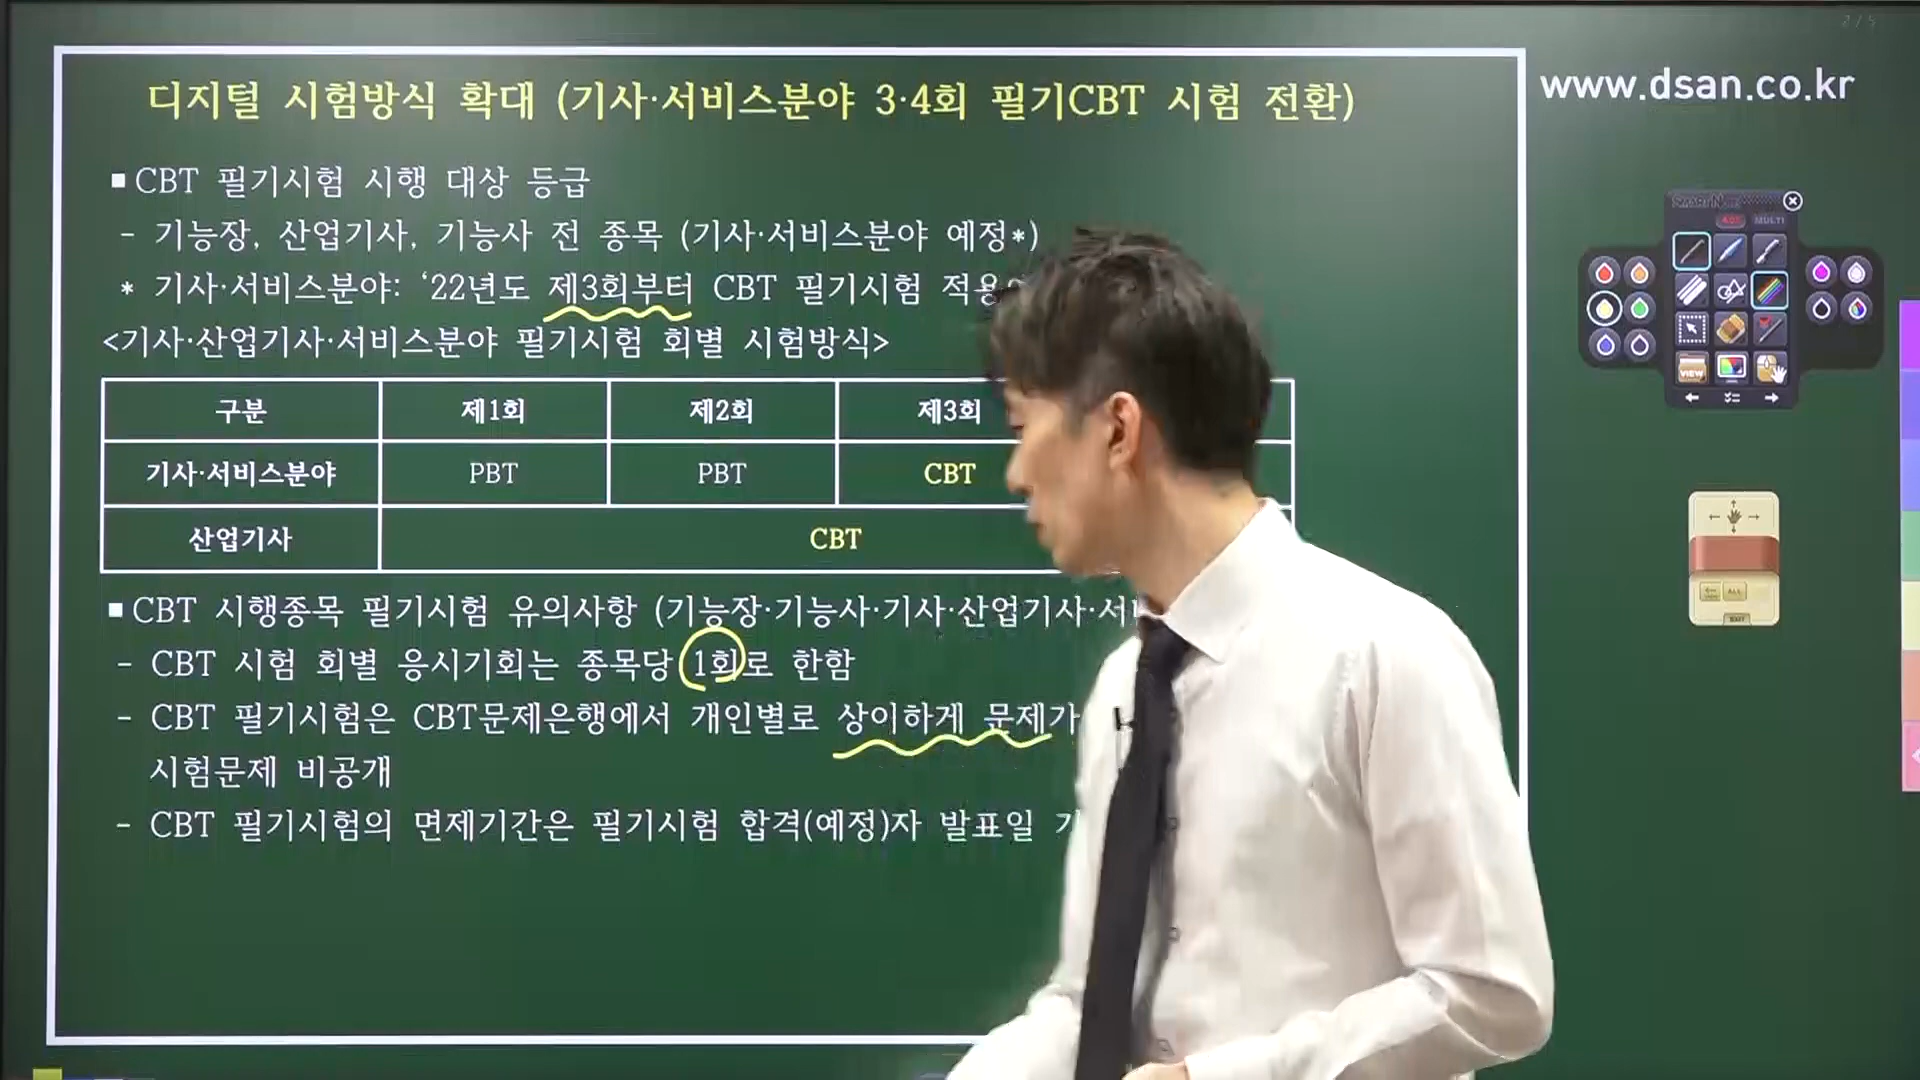 2 / 5
디지털 시험방식 확대 (기사·서비스분야 3·4회 필기CBT 시험 전환)
www.dsan.co.kr
■ CBT 필기시험 시행 대상 등급
- 기능장, 산업기사, 기능사 전 종목 (기사·서비스분야 예정*)
* 기사·서비스분야: ‘22년도 제3회부터 CBT 필기시험 적용
<기사·산업기사·서비스분야 필기시험 회별 시험방식>
구분 제1회 제2회 제3회
기사·서비스분야 PBT PBT CBT
산업기사 CBT
■ CBT 시행종목 필기시험 유의사항 (기능장·기능사·기사·산업기사·서
- CBT 시험 회별 응시기회는 종목당 1회로 한함
- CBT 필기시험은 CBT문제은행에서 개인별로 상이하게 문제가
시험문제 비공개
- CBT 필기시험의 면제기간은 필기시험 합격(예정)자 발표일
MULTI
VIEW
ALL
EXIT